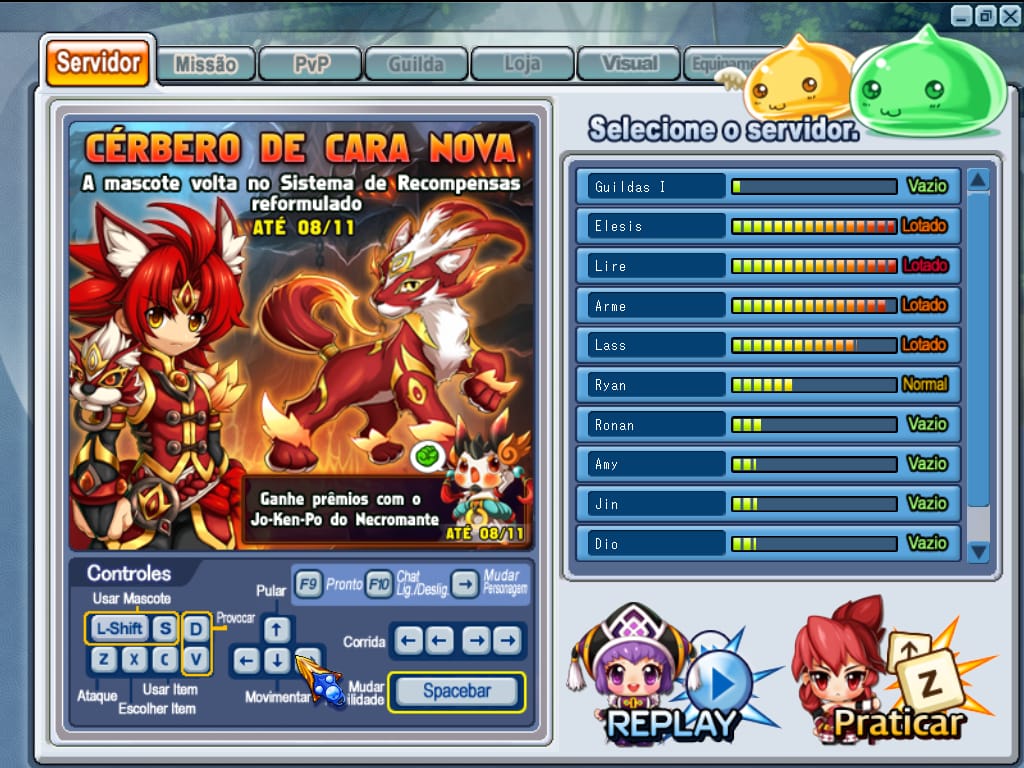 Servidor
Missão
PvP
Guilda
Loja
Visual
CÉRBERO DE CARA NOVA
A mascote volta no Sistema de Recompensas
reformulado
ATÉ 08/11
Ganhe prêmios com o
Jo-Ken-Po do Necromante
ATÉ 08/11
Selecione o servidor.
Guildas I Vazio
Elesis Lotado
Lire Lotado
Arme Lotado
Lass Lotado
Ryan Normal
Ronan Vazio
Amy Vazio
Jin Vazio
Dio Vazio
Controles
Usar Mascote
L-Shift S D
Z X C V
Provocar
Ataque
Usar Item
Escolher Item
Pular
↑
← ↓
Movimentar
F9 Pronto F10 Chat Lig./Deslig. → Mudar Personagem
Corrida ← ← → →
Mudar
Spacebar
REPLAY
↑
Z
Praticar